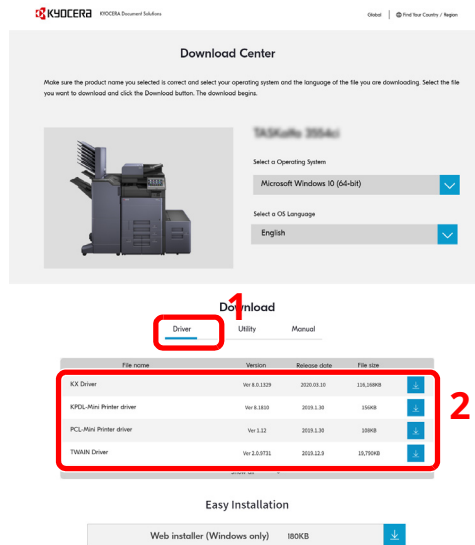 KYOCERA KYOCERA Document Solutions Global Find Your Country / Region
Download Center
Make sure the product name you selected is correct and select your operating system and the language of the file you are downloading. Select the file
you want to download and click the Download button. The download begins.
Select a Operating System
Microsoft Windows 10 (64-bit)
Select a OS Language
English
Download
1
Driver Utility Manual
File name Version Release date File size
KX Driver Ver 8.0.1329 2020.03.10 116,168KB
KPDL-Mini Printer driver Ver 8.1810 2019.1.30 156KB
2
PCL-Mini Printer driver Ver 1.12 2019.1.30 108KB
TWAIN Driver Ver 2.0.9731 2019.12.9 19,790KB
Easy Installation
Web installer (Windows only) 180KB